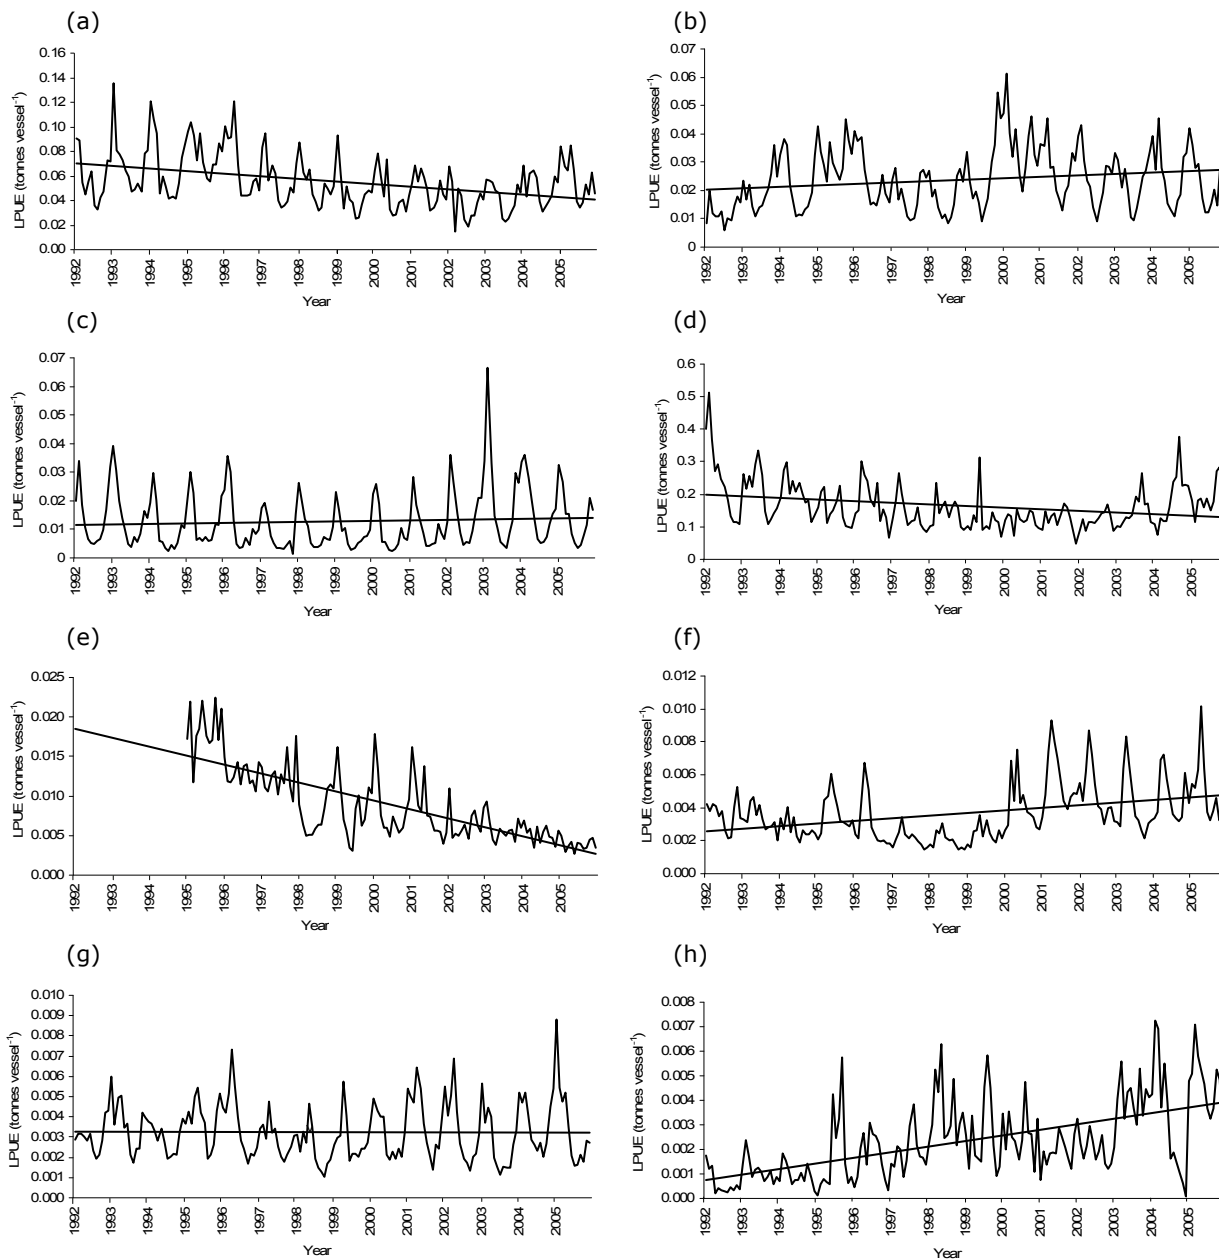 (a)
LPUE (tonnes vessel⁻¹)
0.16
0.14
0.12
0.10
0.08
0.06
0.04
0.02
0.00
1992 1993 1994 1995 1996 1997 1998 1999 2000 2001 2002 2003 2004 2005
Year
(b)
LPUE (tonnes vessel⁻¹)
0.07
0.06
0.05
0.04
0.03
0.02
0.01
0
1992 1993 1994 1995 1996 1997 1998 1999 2000 2001 2002 2003 2004 2005
Year
(c)
LPUE (tonnes vessel⁻¹)
0.07
0.06
0.05
0.04
0.03
0.02
0.01
0
1992 1993 1994 1995 1996 1997 1998 1999 2000 2001 2002 2003 2004 2005
Year
(d)
LPUE (tonnes vessel⁻¹)
0.6
0.5
0.4
0.3
0.2
0.1
0
1992 1993 1994 1995 1996 1997 1998 1999 2000 2001 2002 2003 2004 2005
Year
(e)
LPUE (tonnes vessel⁻¹)
0.025
0.020
0.015
0.010
0.005
0.000
1992 1993 1994 1995 1996 1997 1998 1999 2000 2001 2002 2003 2004 2005
Year
(f)
LPUE (tonnes vessel⁻¹)
0.012
0.010
0.008
0.006
0.004
0.002
0.000
1992 1993 1994 1995 1996 1997 1998 1999 2000 2001 2002 2003 2004 2005
Year
(g)
LPUE (tonnes vessel⁻¹)
0.010
0.009
0.008
0.007
0.006
0.005
0.004
0.003
0.002
0.001
0.000
1992 1993 1994 1995 1996 1997 1998 1999 2000 2001 2002 2003 2004 2005
Year
(h)
LPUE (tonnes vessel⁻¹)
0.008
0.007
0.006
0.005
0.004
0.003
0.002
0.001
0.000
1992 1993 1994 1995 1996 1997 1998 1999 2000 2001 2002 2003 2004 2005
Year